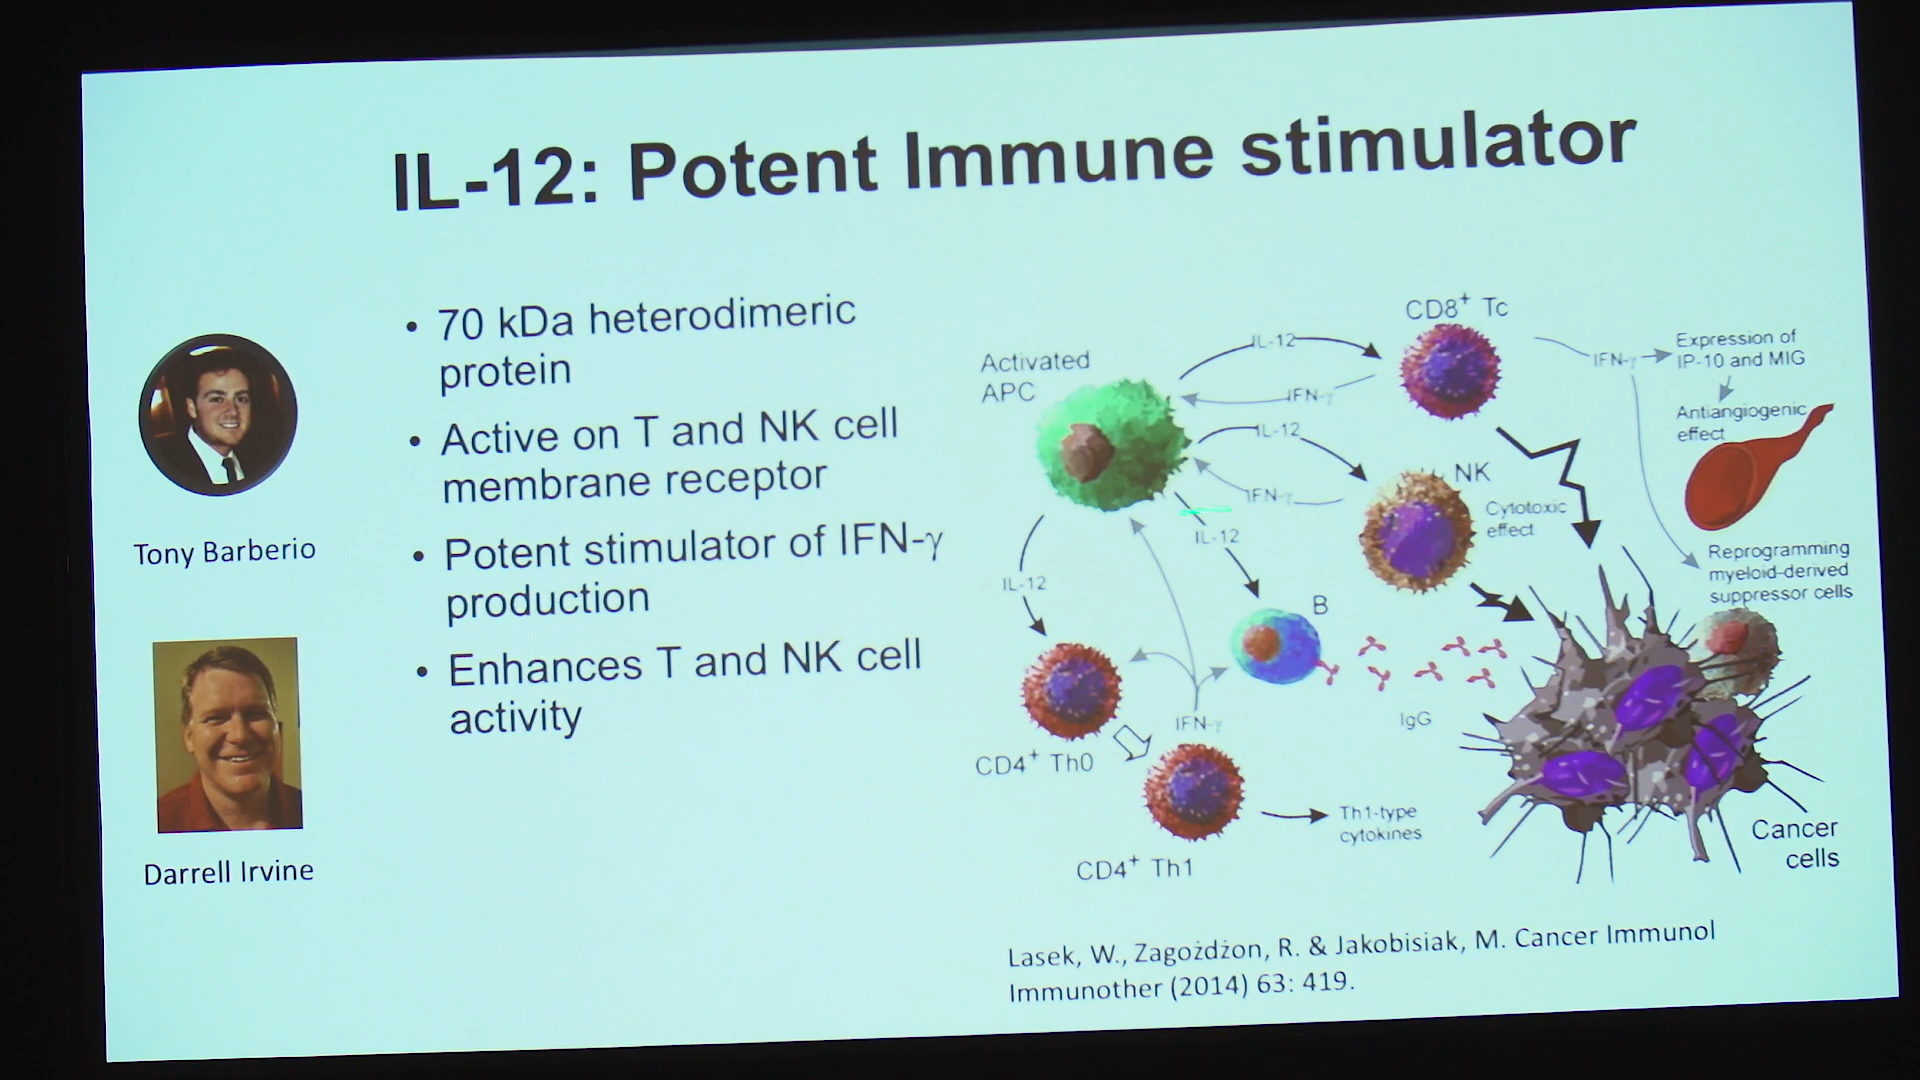 IL-12: Potent Immune stimulator
• 70 kDa heterodimeric
protein
• Active on T and NK cell
membrane receptor
• Potent stimulator of IFN-γ
production
• Enhances T and NK cell
activity
Tony Barberio
Darrell Irvine
Activated
APC
IL-12
IFN-γ
CD8⁺ Tc
IFN-γ
Expression of
IP-10 and MIG
Antiangiogenic
effect
IL-12
IFN-γ
NK
Cytotoxic
effect
IL-12
IL-12
B
Reprogramming
myeloid-derived
suppressor cells
IgG
IFN-γ
CD4⁺ Th0
Th1-type
cytokines
CD4⁺ Th1
Cancer
cells
Lasek, W., Zagożdżon, R. & Jakobisiak, M. Cancer Immunol
Immunother (2014) 63: 419.